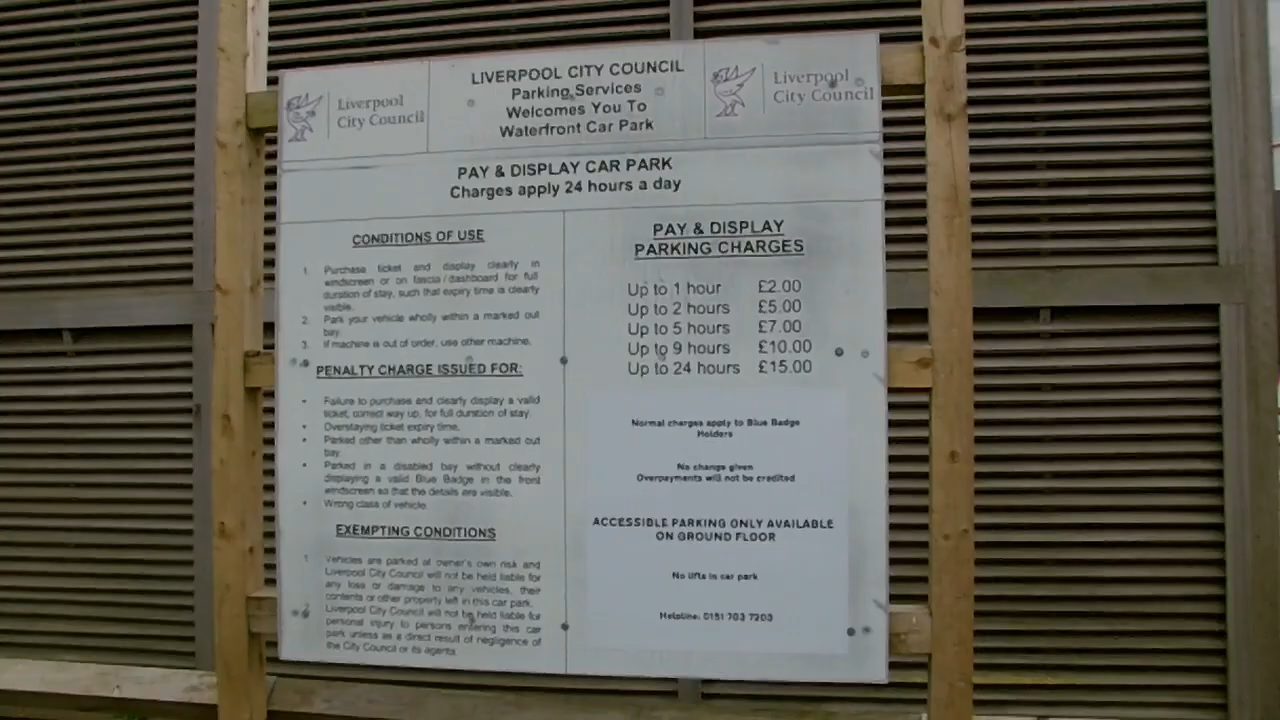 Liverpool
City Council
LIVERPOOL CITY COUNCIL
Parking Services
Welcomes You To
Waterfront Car Park
Liverpool
City Council
PAY & DISPLAY CAR PARK
Charges apply 24 hours a day
CONDITIONS OF USE
1. Purchase ticket and display clearly in
windscreen or on fascia / dashboard for full
duration of stay, such that expiry time is clearly
visible.
2. Park your vehicle wholly within a marked out
bay.
3. If machine is out of order, use other machine.
PENALTY CHARGE ISSUED FOR:
• Failure to purchase and clearly display a valid
ticket, correct way up, for full duration of stay.
• Overstaying ticket expiry time.
• Parked other than wholly within a marked out
bay.
• Parked in a disabled bay without clearly
displaying a valid Blue Badge in the front
windscreen so that the details are visible.
• Wrong class of vehicle.
EXEMPTING CONDITIONS
1. Vehicles are parked at owner's own risk and
Liverpool City Council will not be held liable for
any loss or damage to any vehicles, their
contents or other property left in this car park.
2. Liverpool City Council will not be held liable for
personal injury to persons entering this car
park unless as a direct result of negligence of
the City Council or its agents.
PAY & DISPLAY
PARKING CHARGES
Up to 1 hour £2.00
Up to 2 hours £5.00
Up to 5 hours £7.00
Up to 9 hours £10.00
Up to 24 hours £15.00
Normal charges apply to Blue Badge
Holders
No change given
Overpayments will not be credited
ACCESSIBLE PARKING ONLY AVAILABLE
ON GROUND FLOOR
No lifts in car park
Helpline: 0151 703 7203